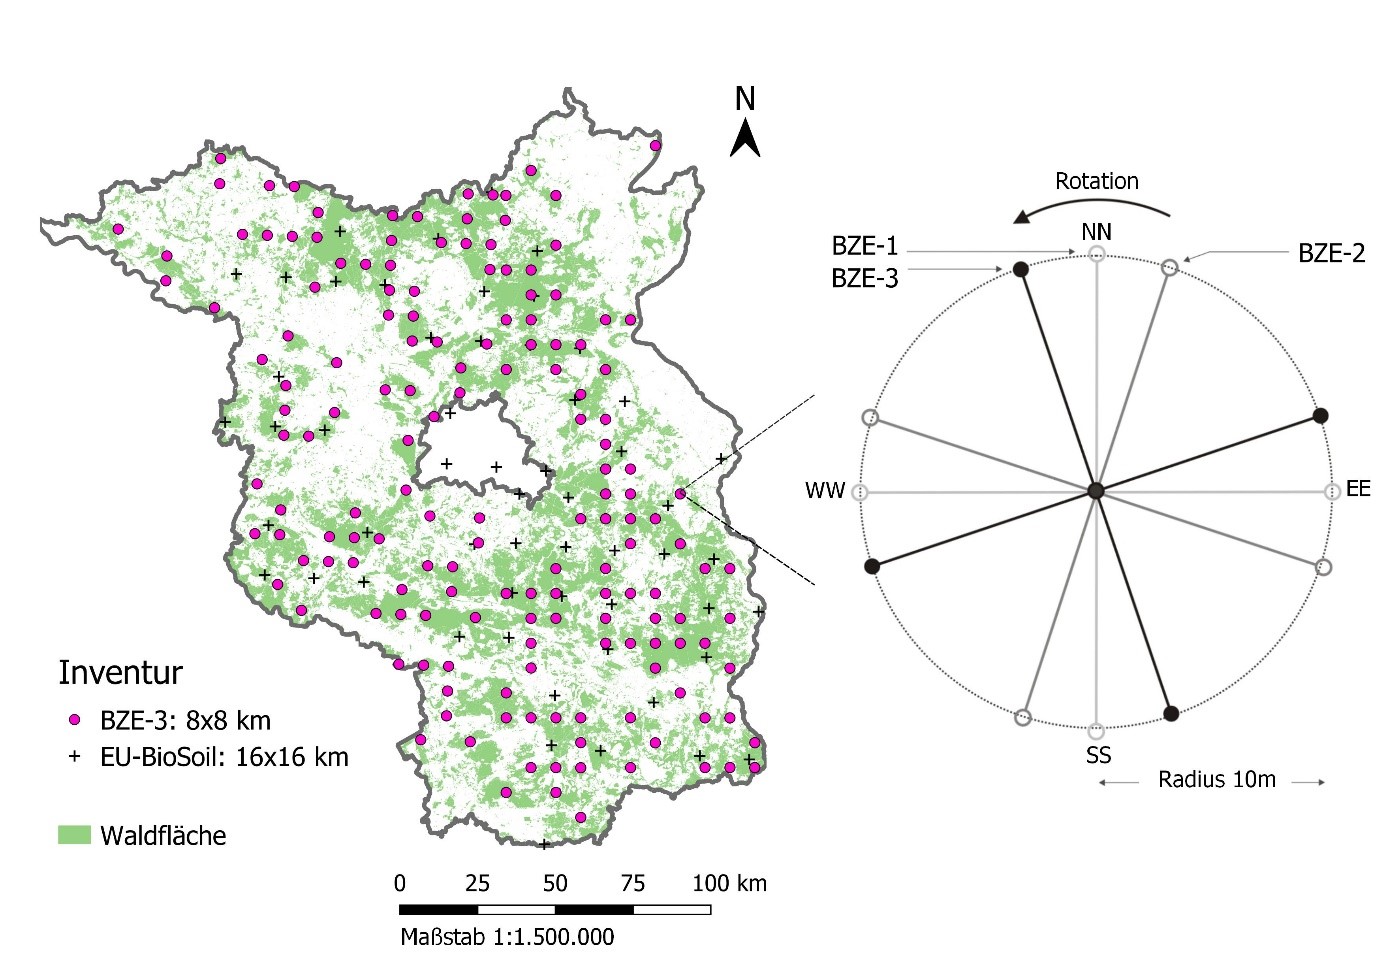 N
Inventur
BZE-3: 8x8 km
EU-BioSoil: 16x16 km
Waldfläche
0 25 50 75 100 km
Maßstab 1:1.500.000
Rotation
NN
BZE-1
BZE-3
BZE-2
WW
EE
SS
Radius 10m